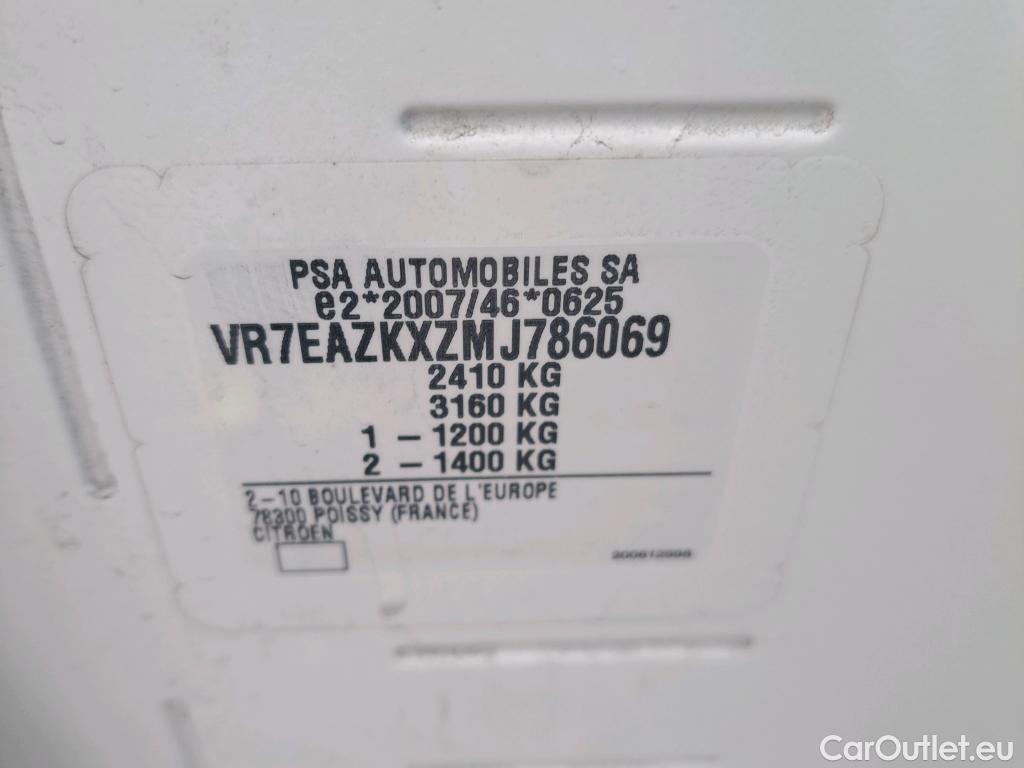 PSA AUTOMOBILES SA
e2*2007/46*0625
VR7EAZKXZMJ786069
2410 KG
3160 KG
1 - 1200 KG
2 - 1400 KG
2-10 BOULEVARD DE L'EUROPE
78300 POISSY (FRANCE)
CITROEN
CarOutlet.eu